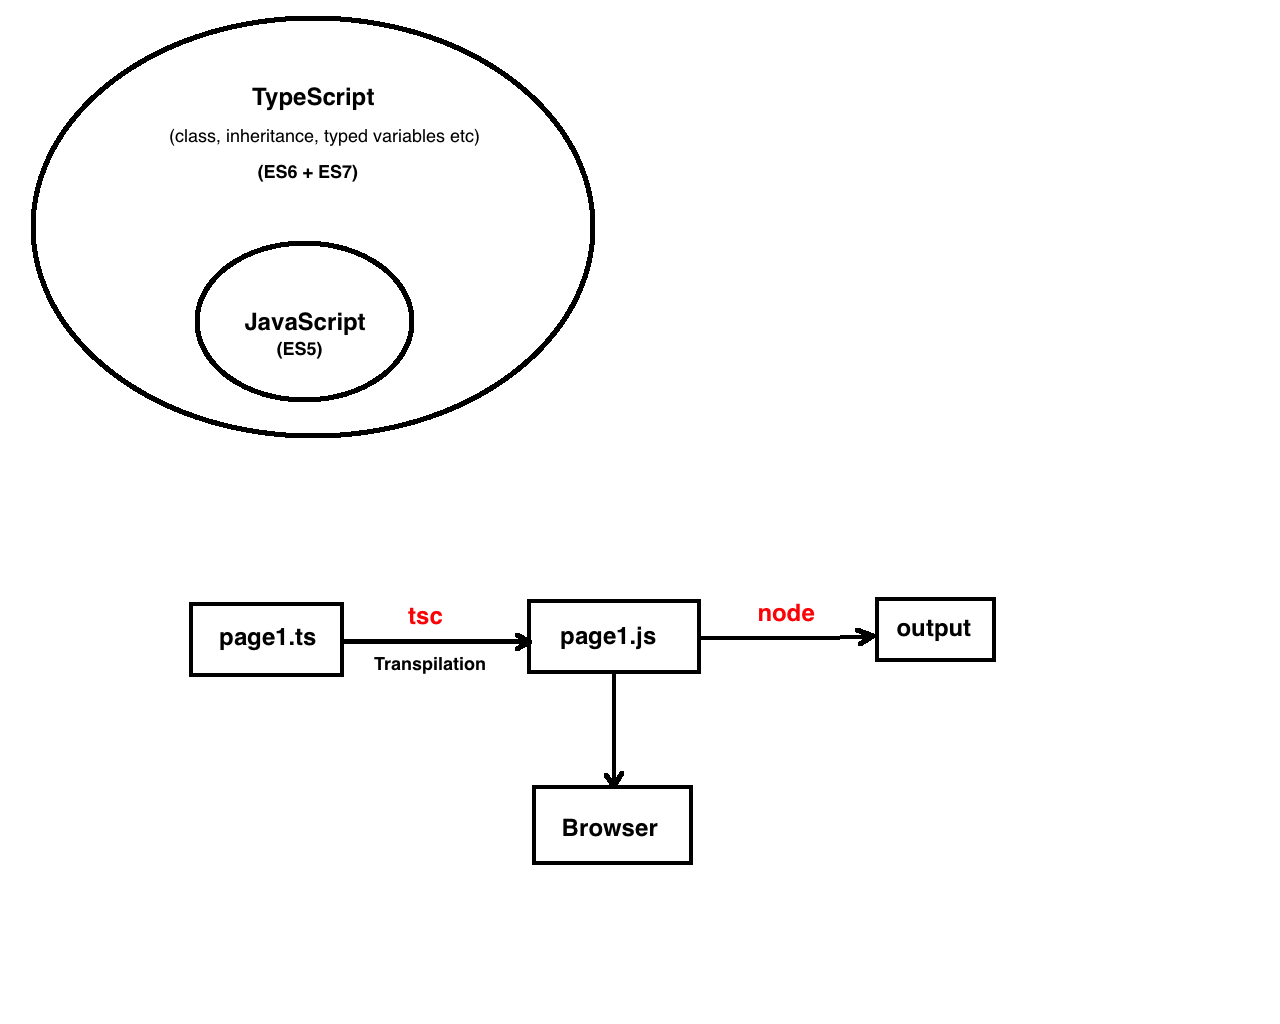 TypeScript
(class, inheritance, typed variables etc)
(ES6 + ES7)
JavaScript
(ES5)
page1.ts
tsc
Transpilation
page1.js
node
output
Browser